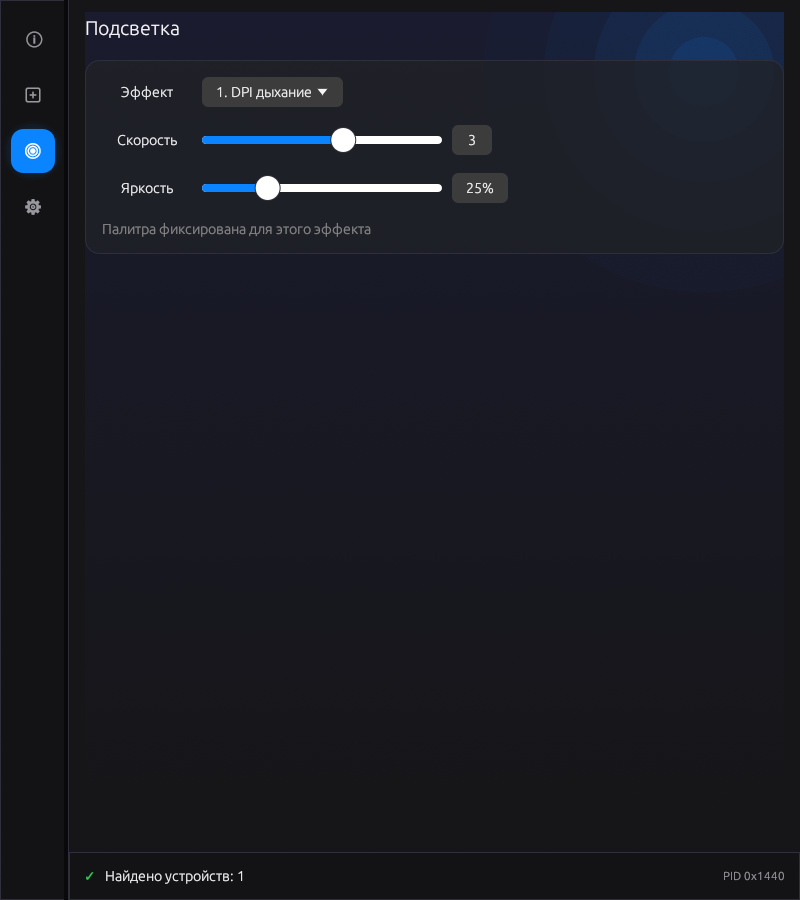 Подсветка
Эффект 1. DPI дыхание
Скорость 3
Яркость 25%
Палитра фиксирована для этого эффекта
✓ Найдено устройств: 1 PID 0x1440